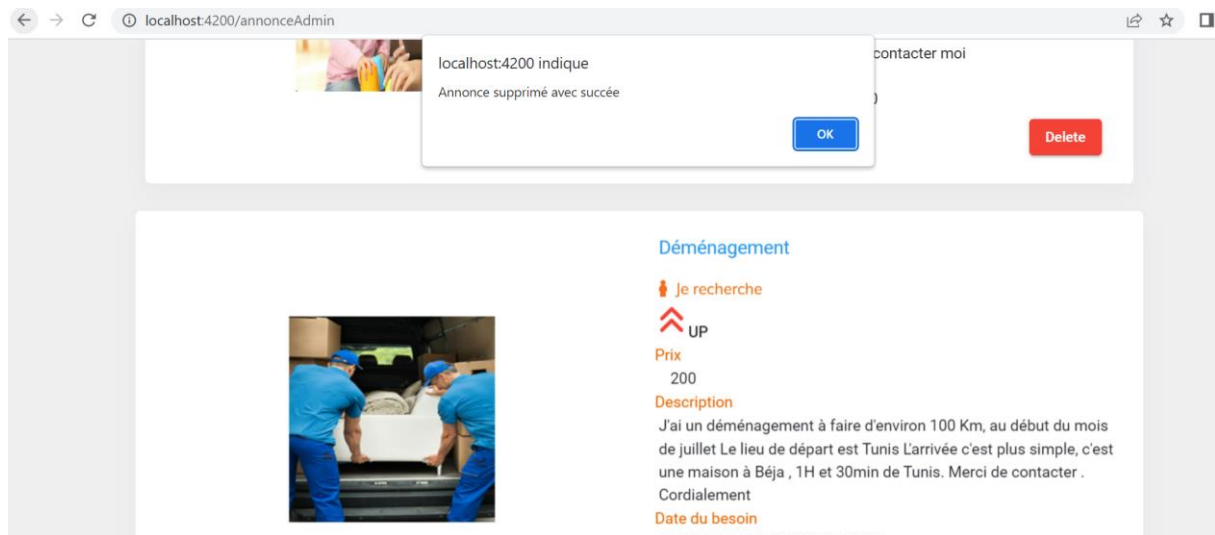 localhost:4200/annonceAdmin
localhost:4200 indique
Annonce supprimé avec succée
OK
contacter moi
Delete
Déménagement
Je recherche
UP
Prix
200
Description
J'ai un déménagement à faire d'environ 100 Km, au début du mois
de juillet Le lieu de départ est Tunis L'arrivée c'est plus simple, c'est
une maison à Béja , 1H et 30min de Tunis. Merci de contacter .
Cordialement
Date du besoin